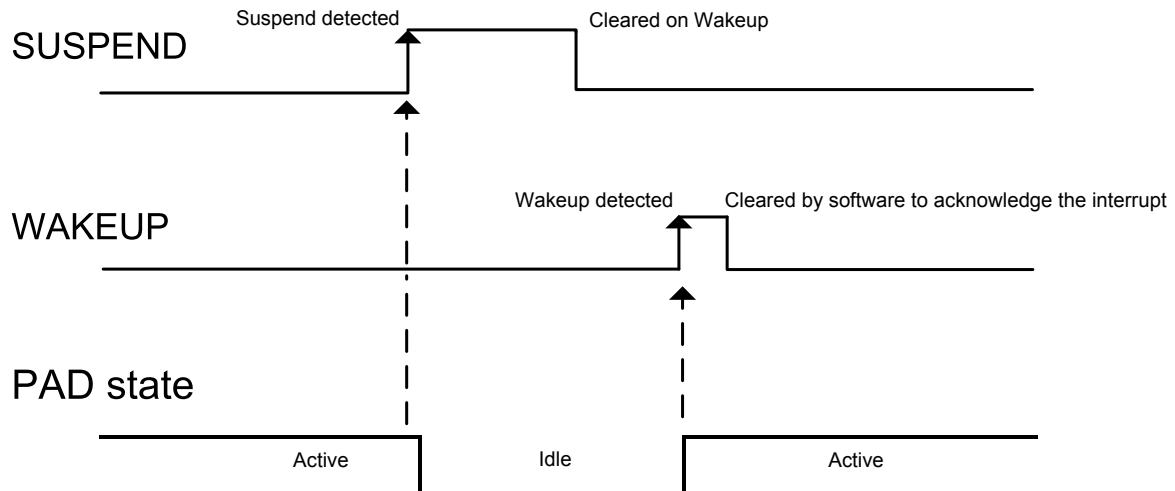 Suspend detected
Cleared on Wakeup
SUSPEND
Wakeup detected
Cleared by software to acknowledge the interrupt
WAKEUP
PAD state
Active
Idle
Active